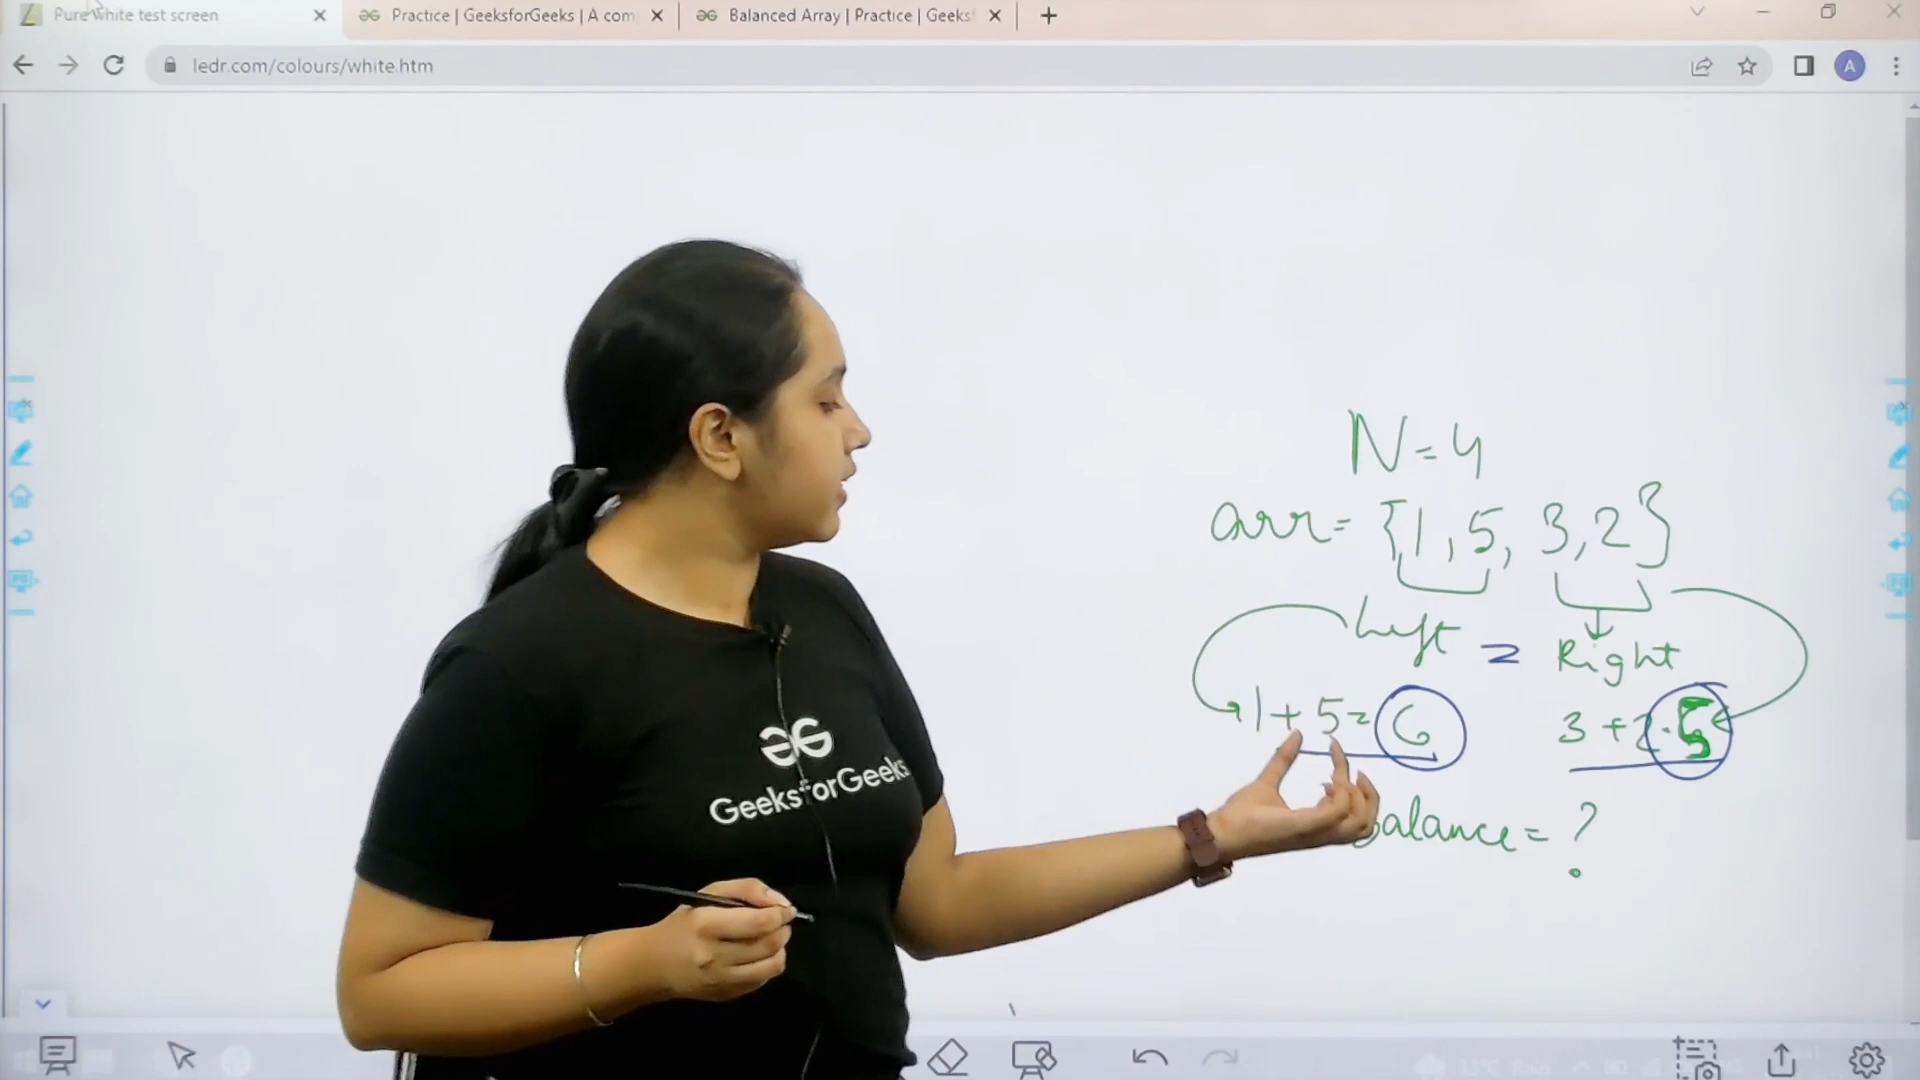 Pure White test screen
Practice | GeeksforGeeks | A com
Balanced Array | Practice | Geeks
ledr.com/colours/white.htm
A
N=4
arr= {1, 5, 3, 2}
Left = Right
1+5=6
3+2=5
balance= ?
GeeksforGeeks